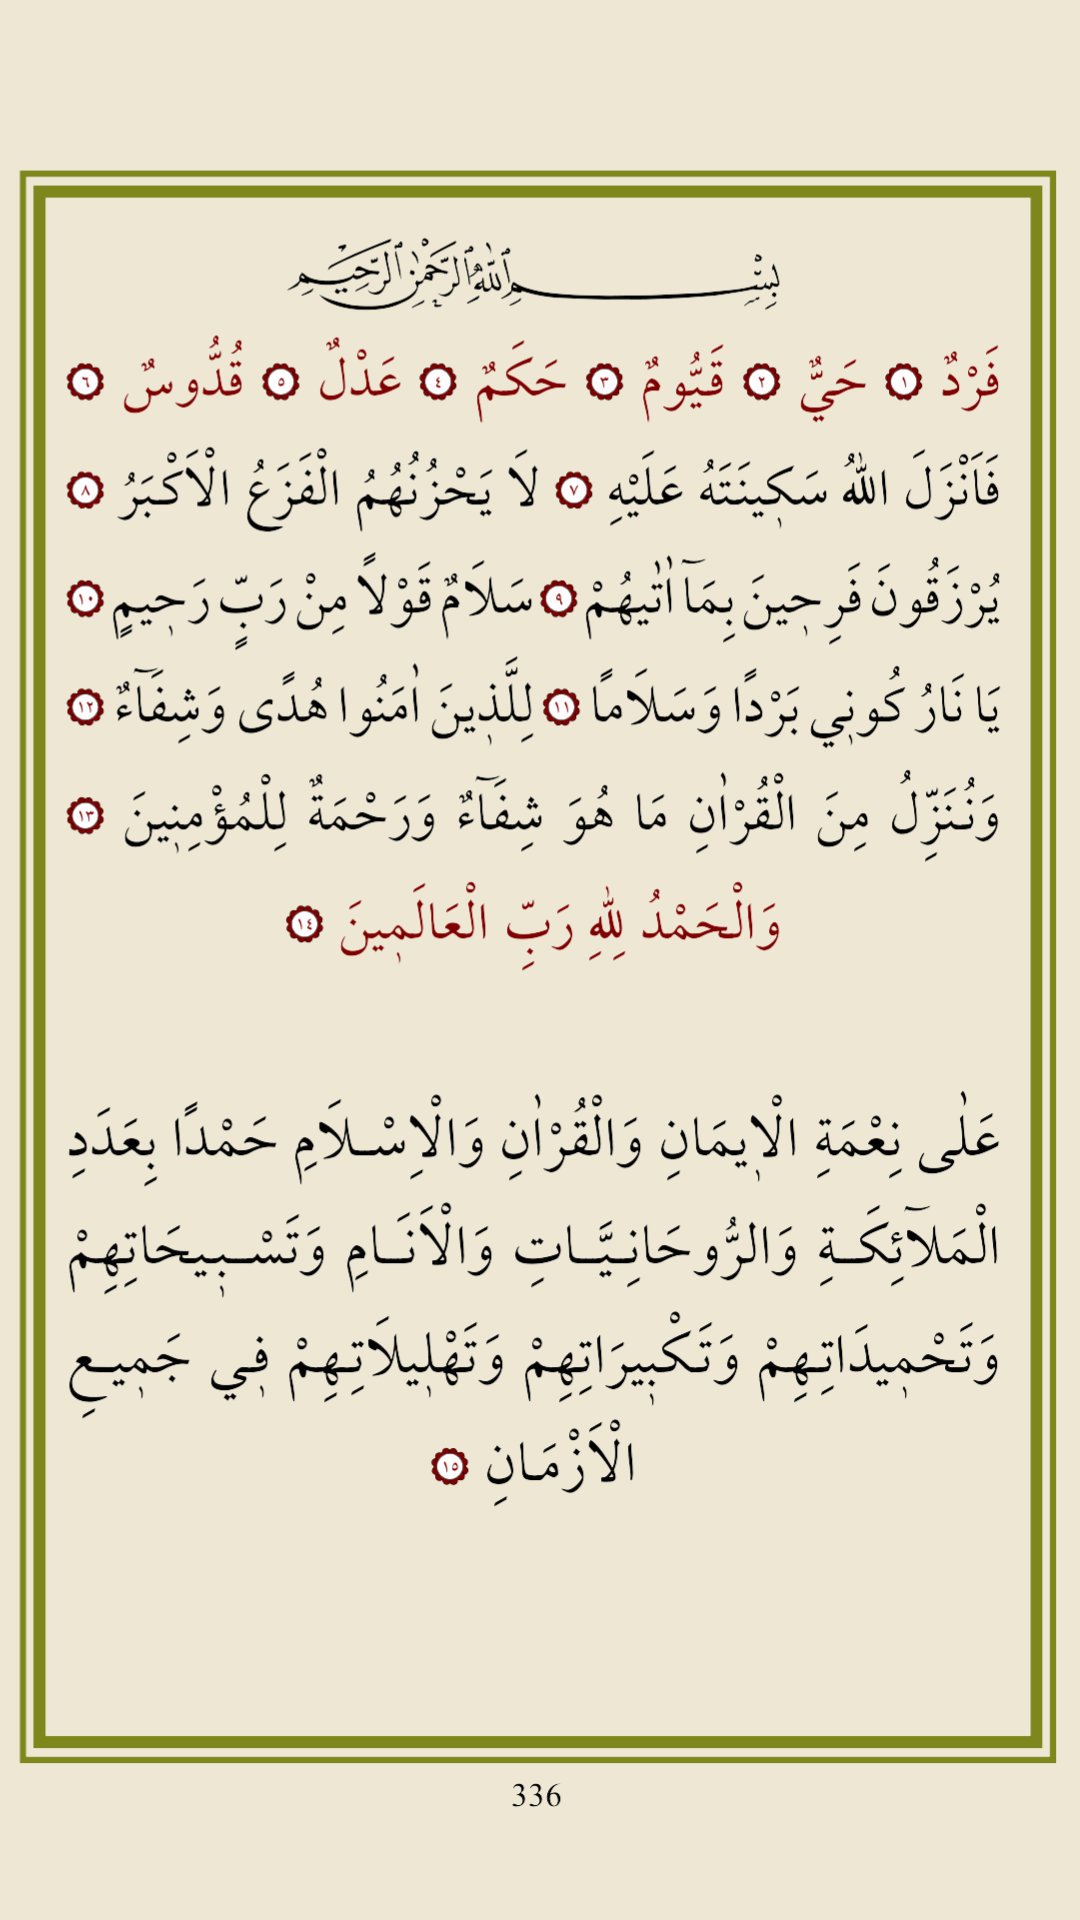 بِسْمِ اللّٰهِ الرَّحْمٰنِ الرَّحِيمِ
فَرْدٌ ١ حَيٌّ ٢ قَيُّومٌ ٣ حَكَمٌ ٤ عَدْلٌ ٥ قُدُّوسٌ ٦
فَاَنْزَلَ اللّٰهُ سَكٖينَتَهُ عَلَيْهِ ٧ لَا يَحْزُنُهُمُ الْفَزَعُ الْاَكْبَرُ ٨
يُرْزَقُونَ فَرِحٖينَ بِمَٓا اٰتٰيهُمْ ٩ سَلَامٌ قَوْلًا مِنْ رَبٍّ رَحٖيمٍ ١٠
يَا نَارُ كُونٖي بَرْدًا وَسَلَامًا ١١ لِلَّذٖينَ اٰمَنُوا هُدًى وَشِفَٓاءٌ ١٢
وَنُنَزِّلُ مِنَ الْقُرْاٰنِ مَا هُوَ شِفَٓاءٌ وَرَحْمَةٌ لِلْمُؤْمِنٖينَ ١٣
وَالْحَمْدُ لِلّٰهِ رَبِّ الْعَالَمٖينَ ١٤
عَلٰى نِعْمَةِ الْاٖيمَانِ وَالْقُرْاٰنِ وَالْاِسْلَامِ حَمْدًا بِعَدَدِ
الْمَلَٓائِكَةِ وَالرُّوحَانِيَّاتِ وَالْاَنَامِ وَتَسْبٖيحَاتِهِمْ
وَتَحْمٖيدَاتِهِمْ وَتَكْبٖيرَاتِهِمْ وَتَهْلٖيلَاتِهِمْ فٖي جَمٖيعِ
الْاَزْمَانِ ١٥
336